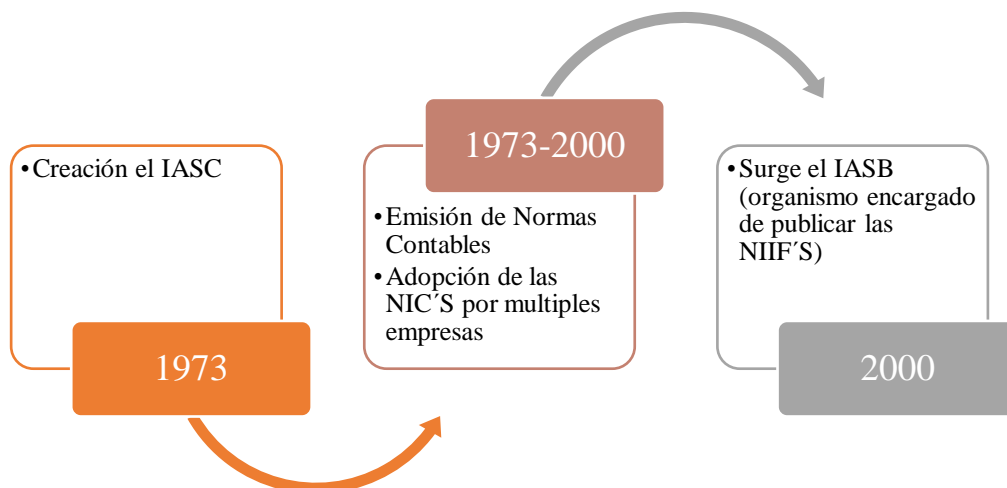 •Creación el IASC
1973
1973-2000
•Emisión de Normas
Contables
•Adopción de las
NIC´S por multiples
empresas
•Surge el IASB
(organismo encargado
de publicar las
NIIF´S)
2000